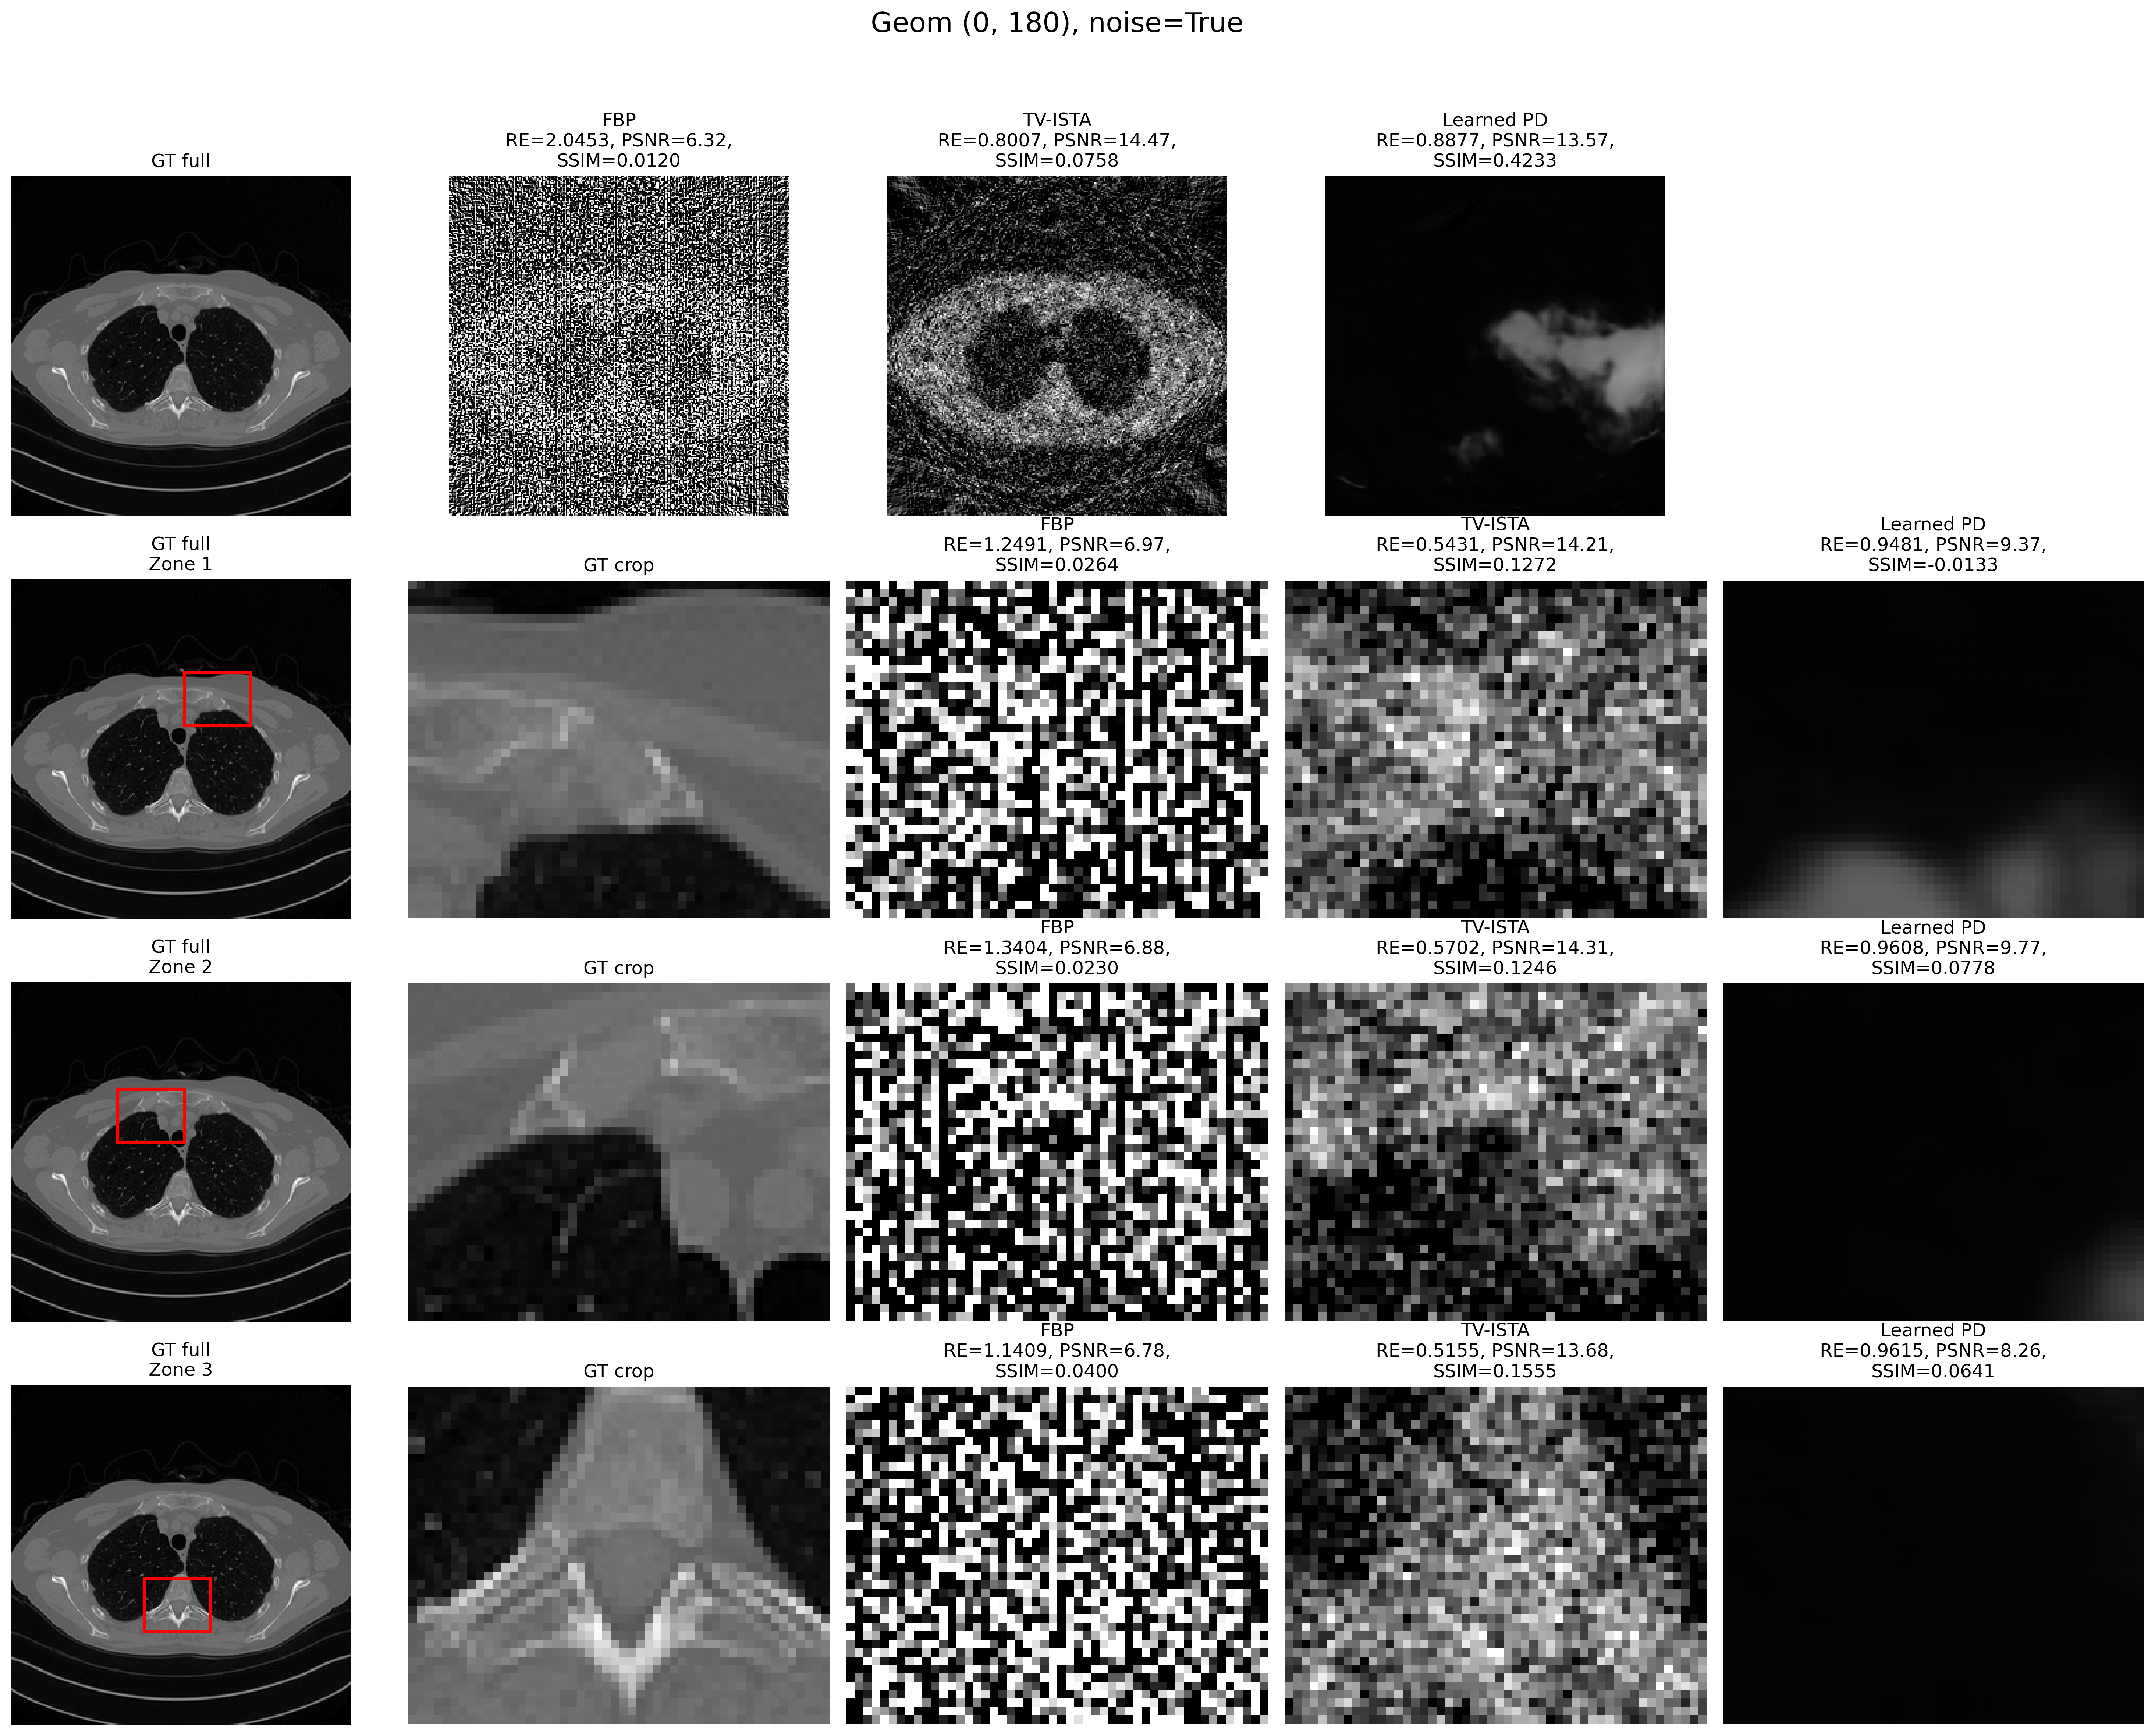 Geom (0, 180), noise=True
GT full
FBP
RE=2.0453, PSNR=6.32,
SSIM=0.0120
TV-ISTA
RE=0.8007, PSNR=14.47,
SSIM=0.0758
Learned PD
RE=0.8877, PSNR=13.57,
SSIM=0.4233
GT full
Zone 1
GT crop
FBP
RE=1.2491, PSNR=6.97,
SSIM=0.0264
TV-ISTA
RE=0.5431, PSNR=14.21,
SSIM=0.1272
Learned PD
RE=0.9481, PSNR=9.37,
SSIM=-0.0133
GT full
Zone 2
GT crop
FBP
RE=1.3404, PSNR=6.88,
SSIM=0.0230
TV-ISTA
RE=0.5702, PSNR=14.31,
SSIM=0.1246
Learned PD
RE=0.9608, PSNR=9.77,
SSIM=0.0778
GT full
Zone 3
GT crop
FBP
RE=1.1409, PSNR=6.78,
SSIM=0.0400
TV-ISTA
RE=0.5155, PSNR=13.68,
SSIM=0.1555
Learned PD
RE=0.9615, PSNR=8.26,
SSIM=0.0641